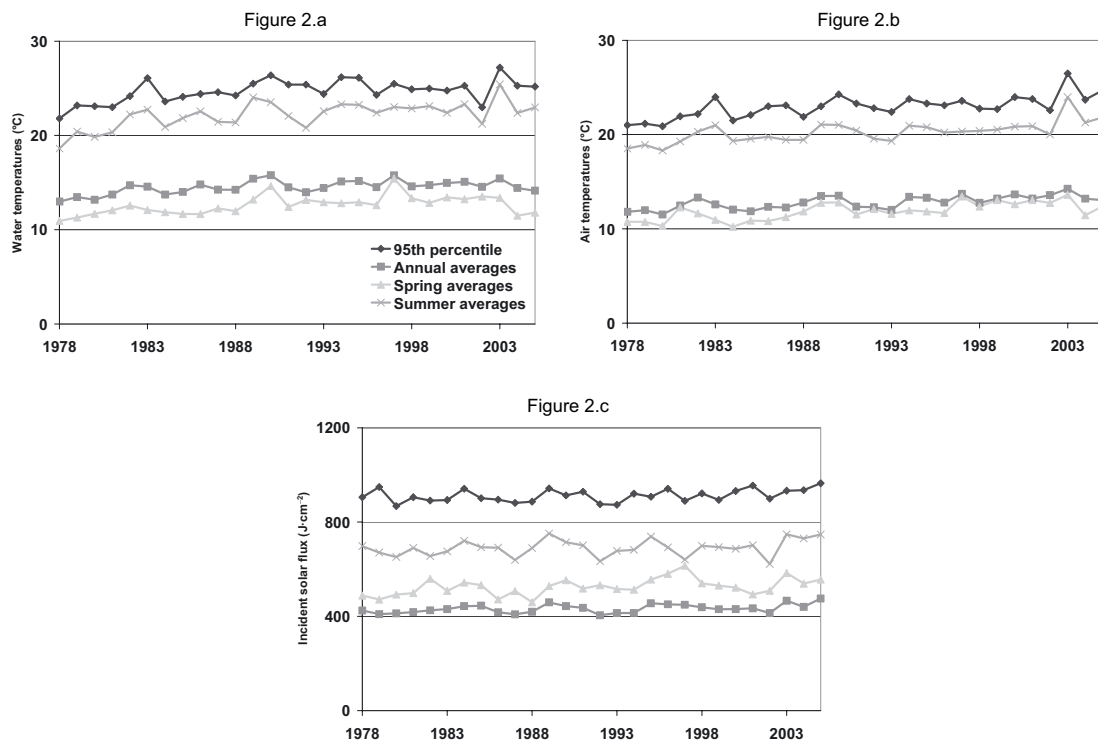 Figure 2.a
Water temperatures (°C)
30
20
10
0
95th percentile
Annual averages
Spring averages
Summer averages
1978 1983 1988 1993 1998 2003
Figure 2.b
Air temperatures (°C)
30
20
10
0
1978 1983 1988 1993 1998 2003
Figure 2.c
Incident solar flux (J·cm⁻²)
1200
800
400
0
1978 1983 1988 1993 1998 2003